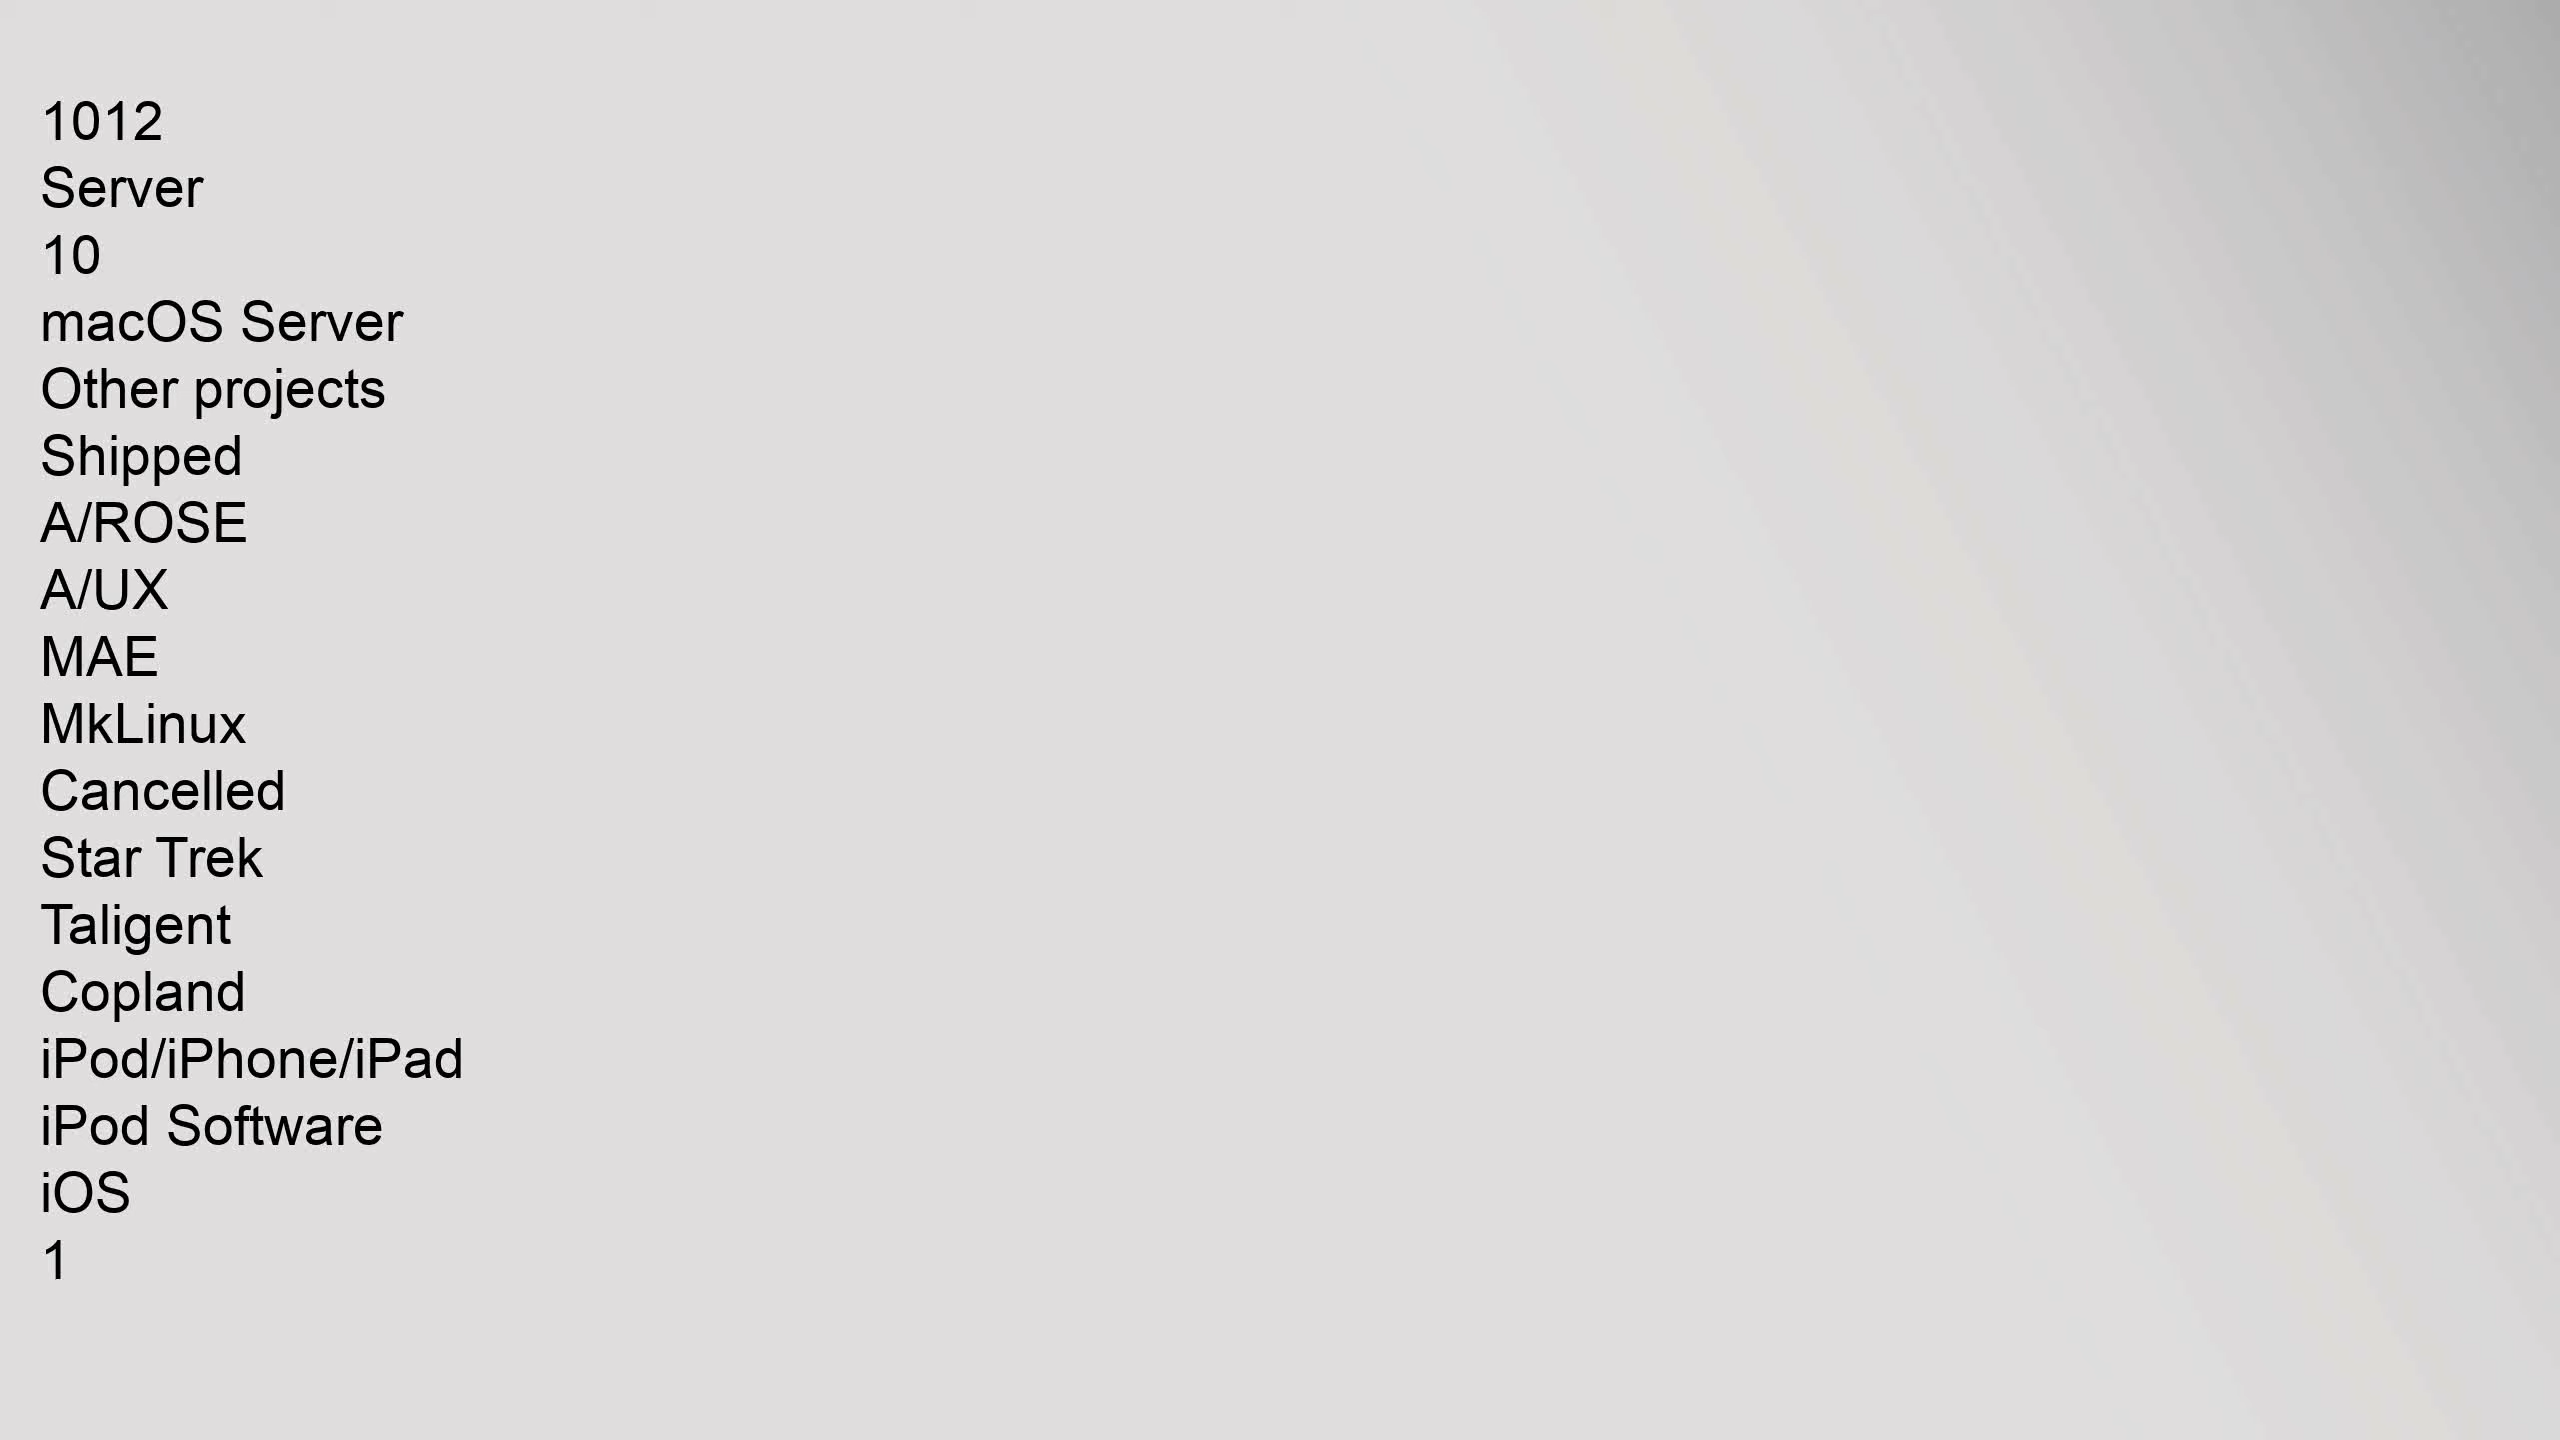 1012
Server
10
macOS Server
Other projects
Shipped
A/ROSE
A/UX
MAE
MkLinux
Cancelled
Star Trek
Taligent
Copland
iPod/iPhone/iPad
iPod Software
iOS
1